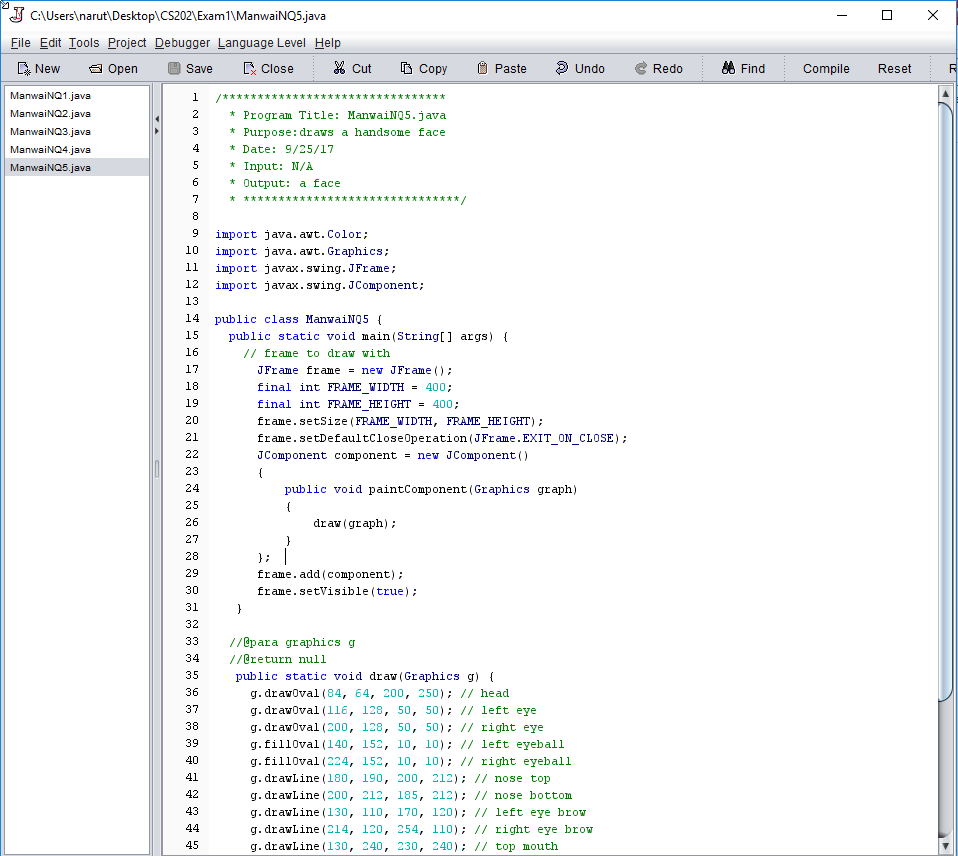 C:\Users\narut\Desktop\CS202\Exam1\ManwaiNQ5.java
File Edit Tools Project Debugger Language Level Help
New Open Save Close Cut Copy Paste Undo Redo Find Compile Reset R
ManwaiNQ1.java
ManwaiNQ2.java
ManwaiNQ3.java
ManwaiNQ4.java
ManwaiNQ5.java
1 /********************************
2   * Program Title: ManwaiNQ5.java
3   * Purpose:draws a handsome face
4   * Date: 9/25/17
5   * Input: N/A
6   * Output: a face
7   * *******************************/
8
9 import java.awt.Color;
10 import java.awt.Graphics;
11 import javax.swing.JFrame;
12 import javax.swing.JComponent;
13
14 public class ManwaiNQ5 {
15   public static void main(String[] args) {
16     // frame to draw with
17       JFrame frame = new JFrame();
18       final int FRAME_WIDTH = 400;
19       final int FRAME_HEIGHT = 400;
20       frame.setSize(FRAME_WIDTH, FRAME_HEIGHT);
21       frame.setDefaultCloseOperation(JFrame.EXIT_ON_CLOSE);
22       JComponent component = new JComponent()
23       {
24           public void paintComponent(Graphics graph)
25           {
26               draw(graph);
27           }
28       };
29       frame.add(component);
30       frame.setVisible(true);
31    }
32
33   //@para graphics g
34   //@return null
35    public static void draw(Graphics g) {
36      g.drawOval(84, 64, 200, 250); // head
37      g.drawOval(116, 128, 50, 50); // left eye
38      g.drawOval(200, 128, 50, 50); // right eye
39      g.fillOval(140, 152, 10, 10); // left eyeball
40      g.fillOval(224, 152, 10, 10); // right eyeball
41      g.drawLine(180, 190, 200, 212); // nose top
42      g.drawLine(200, 212, 185, 212); // nose bottom
43      g.drawLine(130, 110, 170, 120); // left eye brow
44      g.drawLine(214, 120, 254, 110); // right eye brow
45      g.drawLine(130, 240, 230, 240); // top mouth